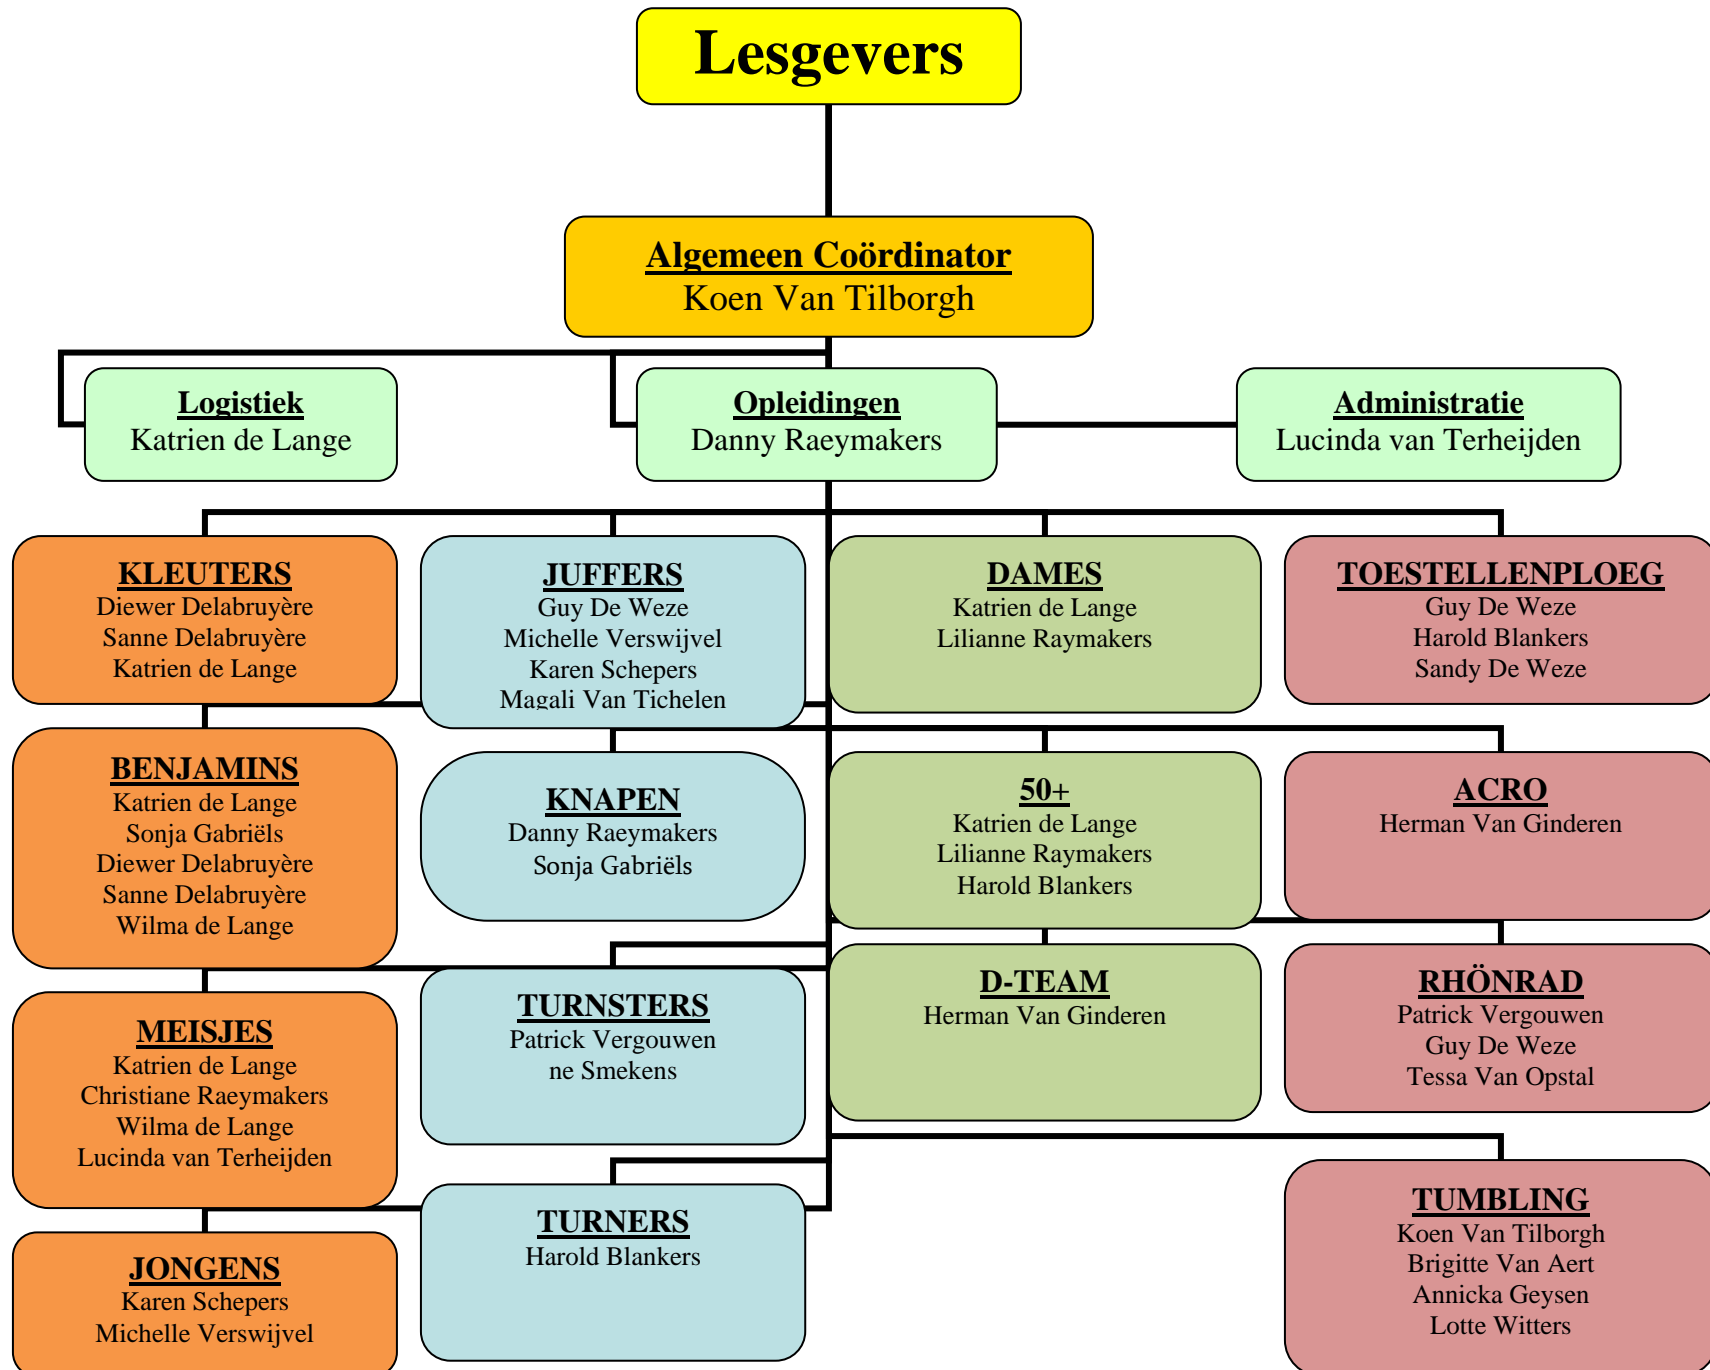 Lesgevers
Algemeen Coördinator
Koen Van Tilborgh
Logistiek
Katrien de Lange
Opleidingen
Danny Raeymakers
Administratie
Lucinda van Terheijden
KLEUTERS
Diewer Delabruyère
Sanne Delabruyère
Katrien de Lange
JUFFERS
Guy De Weze
Michelle Verswijvel
Karen Schepers
Magali Van Tichelen
DAMES
Katrien de Lange
Lilianne Raymakers
TOESTELLENPLOEG
Guy De Weze
Harold Blankers
Sandy De Weze
BENJAMINS
Katrien de Lange
Sonja Gabriëls
Diewer Delabruyère
Sanne Delabruyère
Wilma de Lange
KNAPEN
Danny Raeymakers
Sonja Gabriëls
50+
Katrien de Lange
Lilianne Raymakers
Harold Blankers
ACRO
Herman Van Ginderen
MEISJES
Katrien de Lange
Christiane Raeymakers
Wilma de Lange
Lucinda van Terheijden
TURNSTERS
Patrick Vergouwen
ne Smekens
D-TEAM
Herman Van Ginderen
RHÖNRAD
Patrick Vergouwen
Guy De Weze
Tessa Van Opstal
JONGENS
Karen Schepers
Michelle Verswijvel
TURNERS
Harold Blankers
TUMBLING
Koen Van Tilborgh
Brigitte Van Aert
Annicka Geysen
Lotte Witters